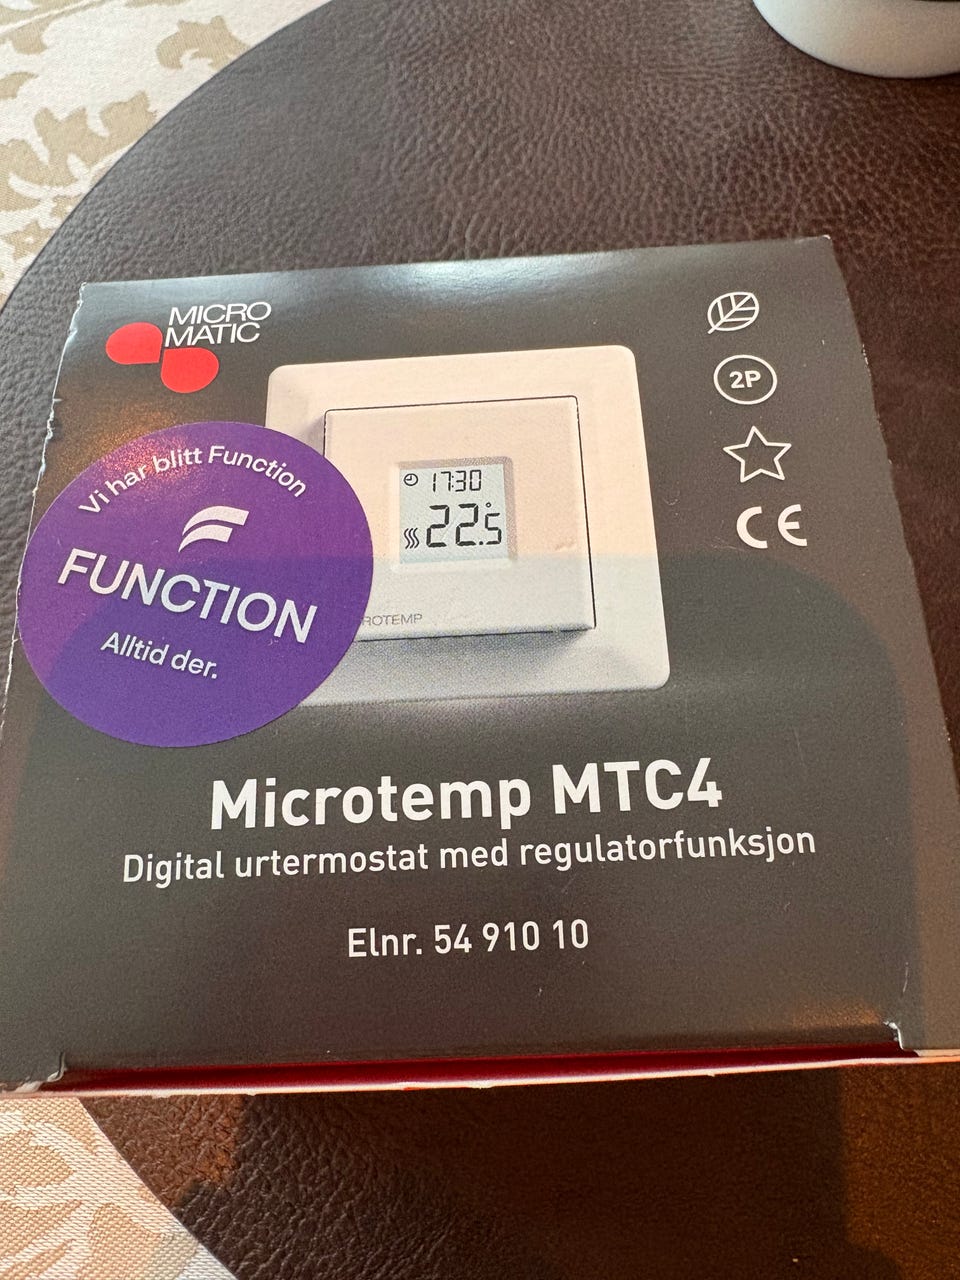 MICRO
MATIC
2P
CE
17:30
22.5°
ROTEMP
Vi har blitt Function
FUNCTION
Alltid der.
Microtemp MTC4
Digital urtermostat med regulatorfunksjon
Elnr. 54 910 10